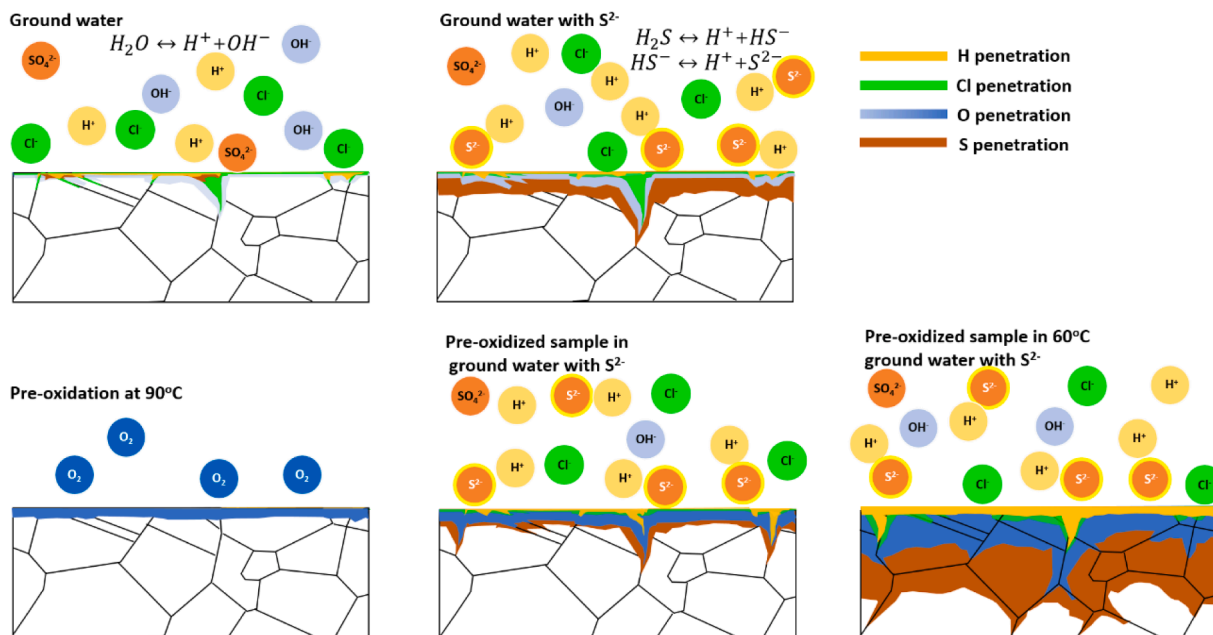 Ground water
H₂O ↔ H⁺+OH⁻
OH⁻
SO₄²⁻
H⁺
OH⁻
Cl⁻
H⁺
Cl⁻
OH⁻
Cl⁻
H⁺
SO₄²⁻
Cl⁻
Ground water with S²⁻
H₂S ↔ H⁺+HS⁻
HS⁻ ↔ H⁺+S²⁻
Cl⁻
H⁺
SO₄²⁻
H⁺
S²⁻
OH⁻
Cl⁻
H⁺
H⁺
H⁺
S²⁻
Cl⁻
S²⁻
S²⁻
H⁺
H penetration
Cl penetration
O penetration
S penetration
Pre-oxidation at 90°C
O₂
O₂
O₂
O₂
Pre-oxidized sample in
ground water with S²⁻
SO₄²⁻
H⁺
S²⁻
H⁺
Cl⁻
OH⁻
H⁺
Cl⁻
H⁺
Cl⁻
H⁺
S²⁻
S²⁻
S²⁻
Pre-oxidized sample in 60°C
ground water with S²⁻
SO₄²⁻
S²⁻
Cl⁻
H⁺
H⁺
OH⁻
H⁺
OH⁻
H⁺
S²⁻
Cl⁻
H⁺
S²⁻
S²⁻
Cl⁻